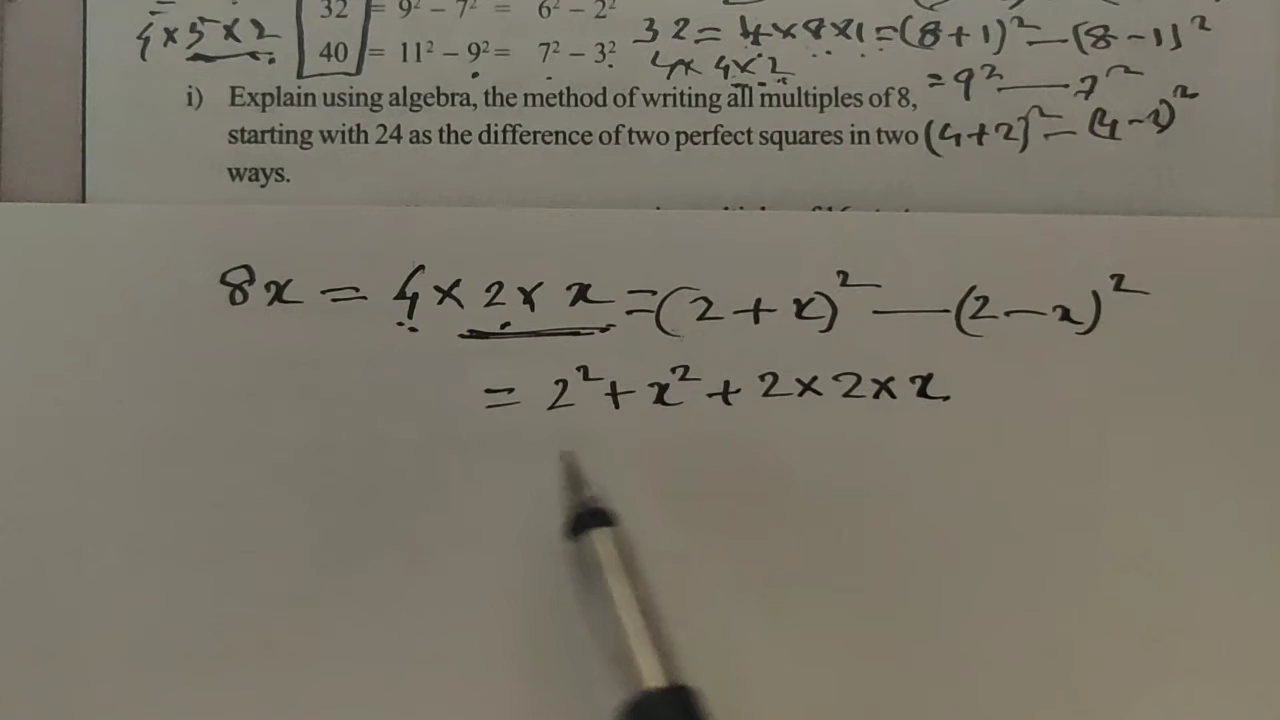 4 × 5 × 2
32 = 9² – 7² = 6² – 2²
40 = 11² – 9² = 7² – 3²
32 = 4 × 8 × 1 = (8 + 1)² – (8 – 1)²
4 × 4 × 2
= 9² – 7²
i) Explain using algebra, the method of writing all multiples of 8,
starting with 24 as the difference of two perfect squares in two
ways.
(4 + 2)² – (4 – 2)²
8x = 4 × 2 × x = (2 + x)² – (2 – x)²
= 2² + x² + 2 × 2 × x